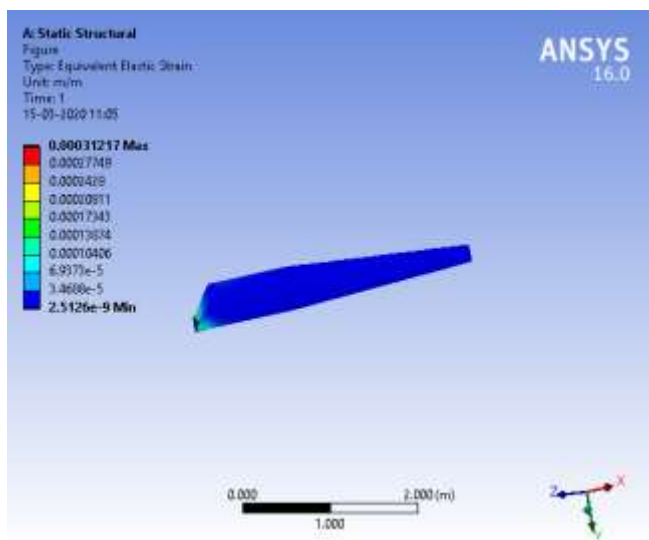 A: Static Structural
Figure
Type: Equivalent Elastic Strain
Unit: m/m
Time: 1
15-05-2020 11:05
ANSYS
16.0
0.00031217 Max
0.00027749
0.0002428
0.00020811
0.00017343
0.00013874
0.00010406
6.9373e-5
3.4688e-5
2.5126e-9 Min
0.000
2.000 (m)
1.000
Z
X
Y